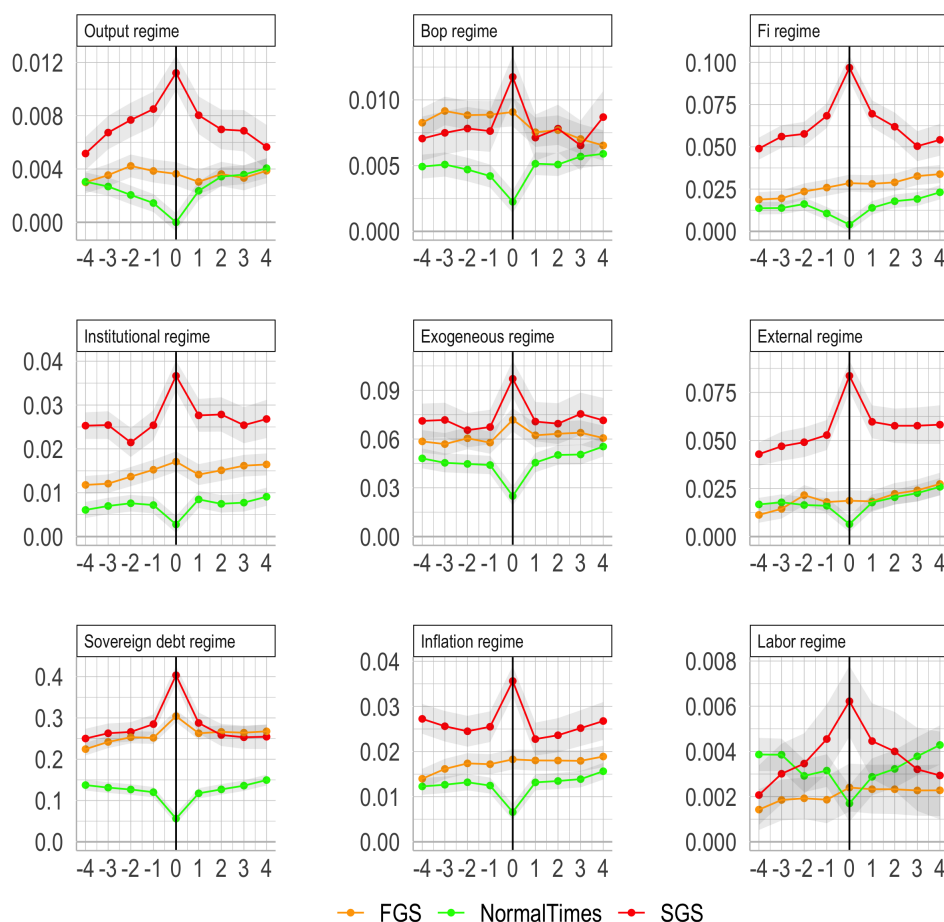 Output regime
Bop regime
Fi regime
0.012
0.008
0.004
0.000
0.010
0.005
0.000
0.100
0.075
0.050
0.025
0.000
-4 -3 -2 -1 0 1 2 3 4
-4 -3 -2 -1 0 1 2 3 4
-4 -3 -2 -1 0 1 2 3 4
Institutional regime
Exogeneous regime
External regime
0.04
0.03
0.02
0.01
0.00
0.09
0.06
0.03
0.00
0.075
0.050
0.025
0.000
-4 -3 -2 -1 0 1 2 3 4
-4 -3 -2 -1 0 1 2 3 4
-4 -3 -2 -1 0 1 2 3 4
Sovereign debt regime
Inflation regime
Labor regime
0.4
0.3
0.2
0.1
0.0
0.04
0.03
0.02
0.01
0.00
0.008
0.006
0.004
0.002
0.000
-4 -3 -2 -1 0 1 2 3 4
-4 -3 -2 -1 0 1 2 3 4
-4 -3 -2 -1 0 1 2 3 4
FGS NormalTimes SGS